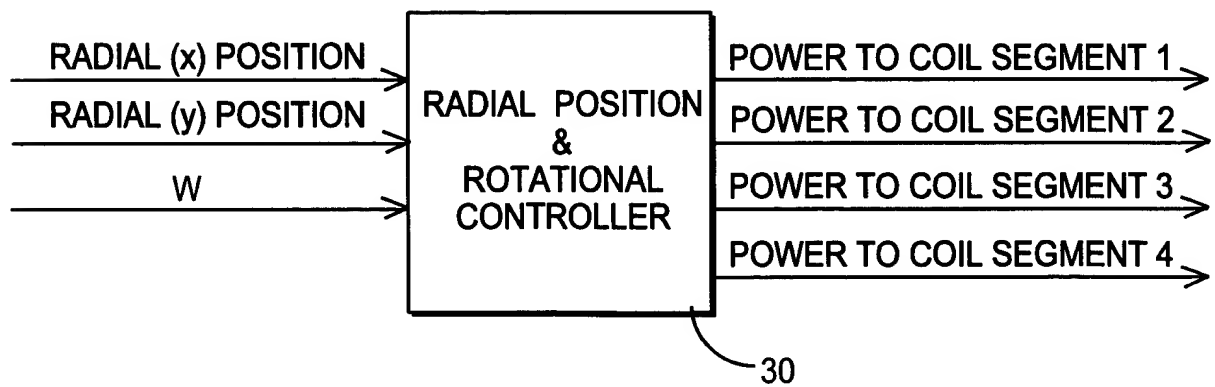 RADIAL (x) POSITION
RADIAL (y) POSITION
W
RADIAL POSITION
&
ROTATIONAL
CONTROLLER
POWER TO COIL SEGMENT 1
POWER TO COIL SEGMENT 2
POWER TO COIL SEGMENT 3
POWER TO COIL SEGMENT 4
30